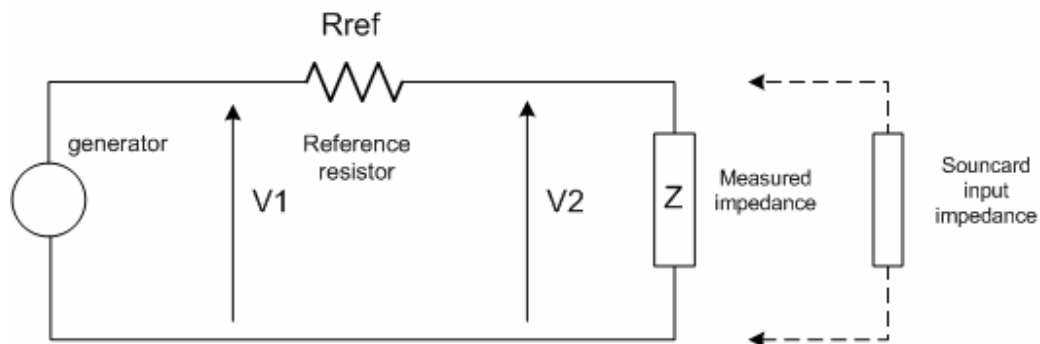 Rref
generator
Reference
resistor
V1
V2
Z
Measured
impedance
Souncard
input
impedance